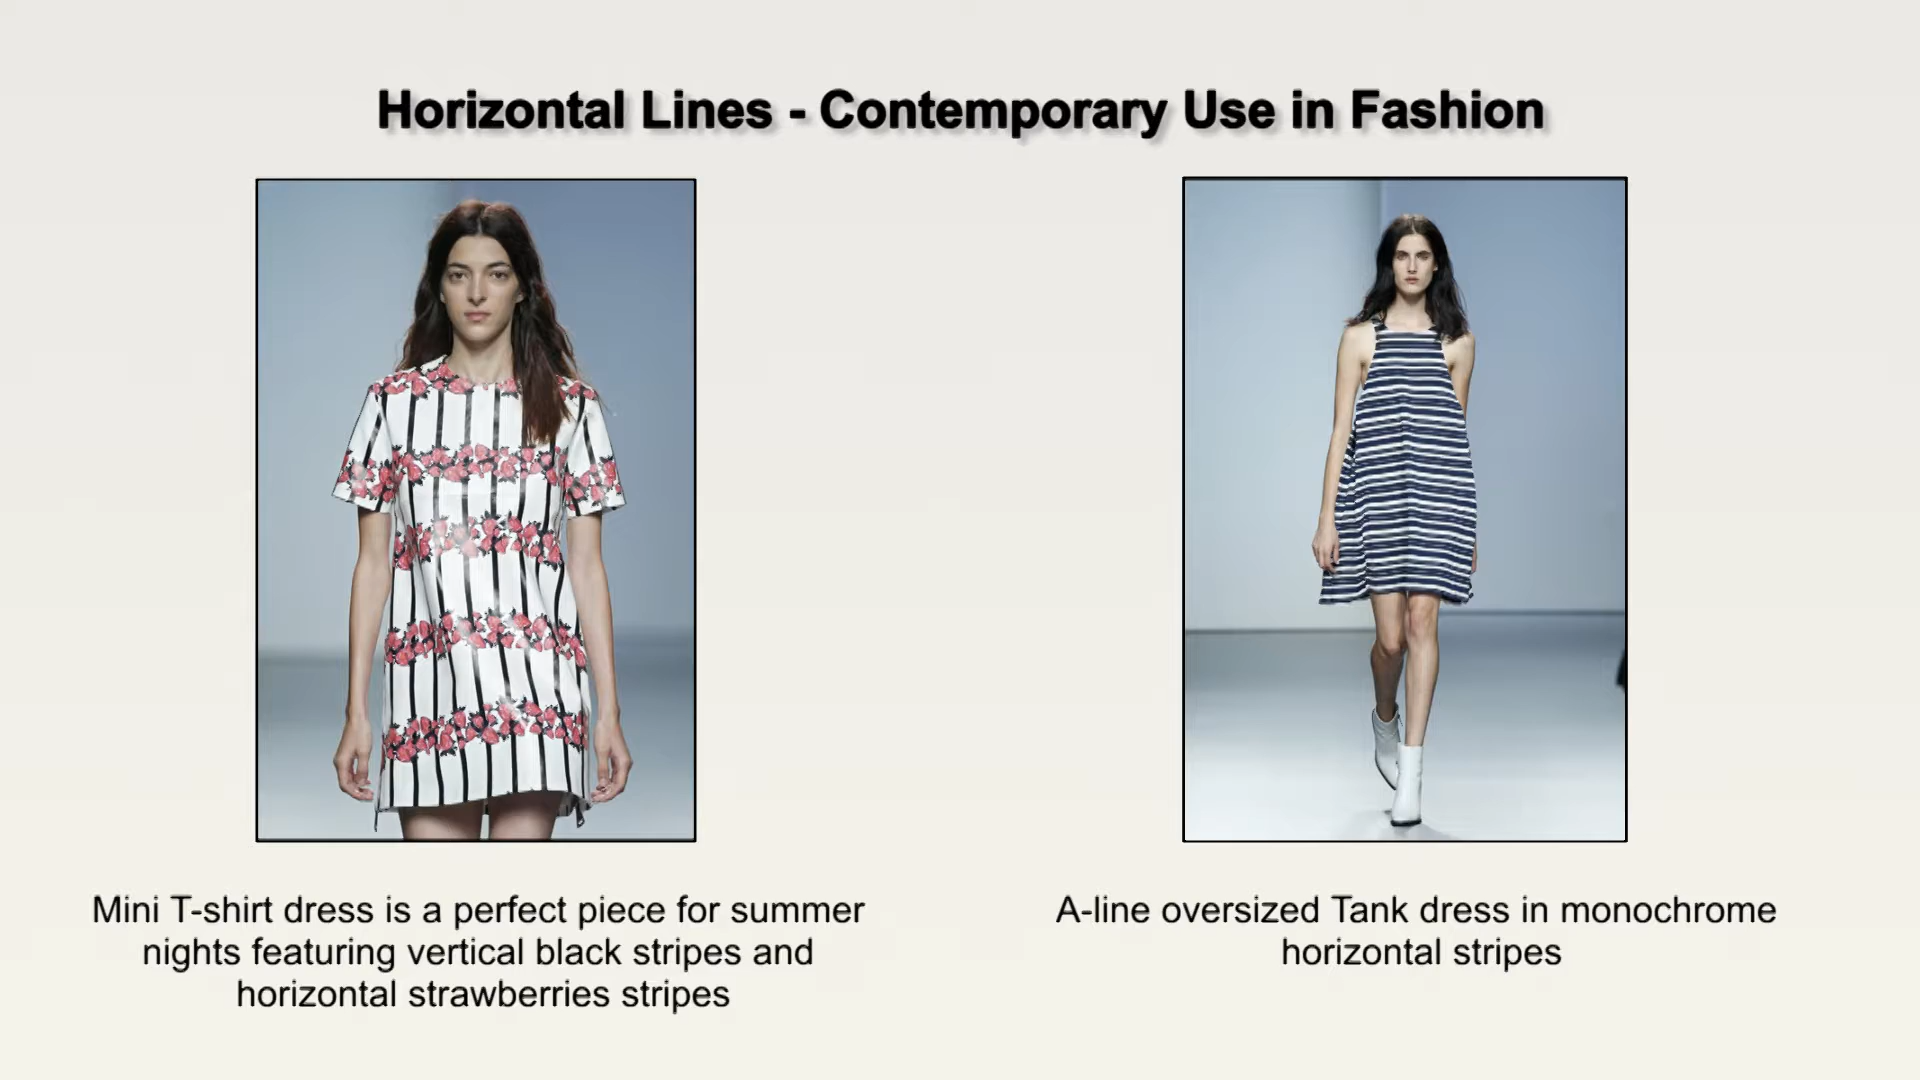 Horizontal Lines - Contemporary Use in Fashion
Mini T-shirt dress is a perfect piece for summer
nights featuring vertical black stripes and
horizontal strawberries stripes
A-line oversized Tank dress in monochrome
horizontal stripes